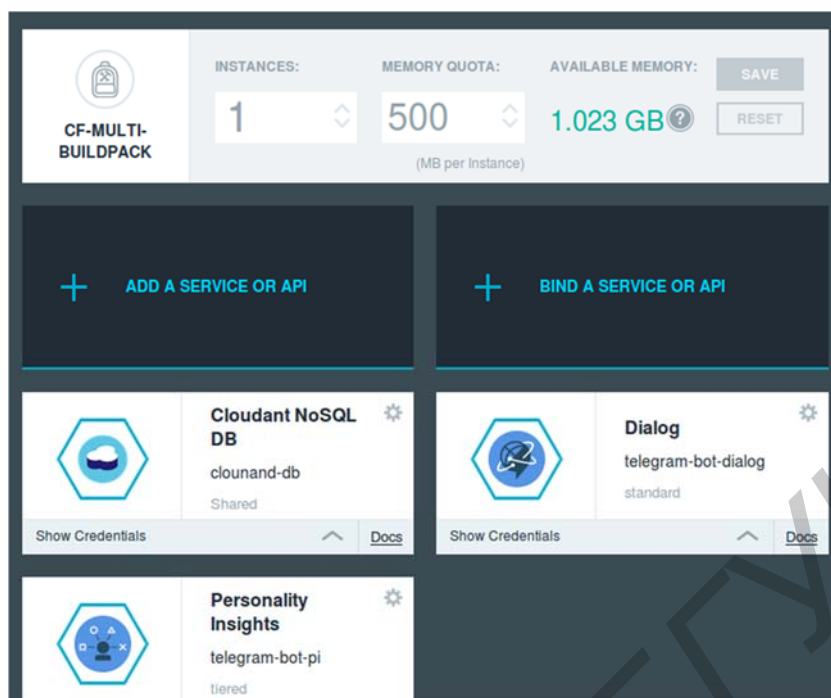 INSTANCES:
MEMORY QUOTA:
AVAILABLE MEMORY:
SAVE
1
500
1.023 GB ?
RESET
CF-MULTI-
BUILDPACK
(MB per Instance)
ADD A SERVICE OR API
BIND A SERVICE OR API
Cloudant NoSQL
DB
clounand-db
Shared
Show Credentials
Docs
Dialog
telegram-bot-dialog
standard
Show Credentials
Docs
Personality
Insights
telegram-bot-pi
tiered